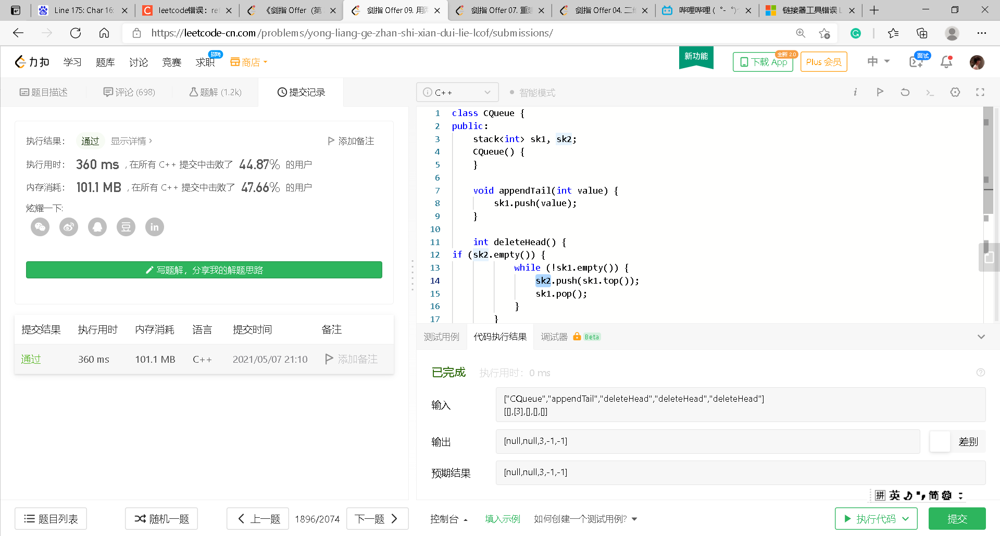 Line 175: Char 16:
leetcode错误：ref
《剑指 Offer（第
剑指 Offer 09. 用两
剑指 Offer 07. 重建
剑指 Offer 04. 二维
哔哩哔哩 (゜-゜)つ
链接器工具错误 L
https://leetcode-cn.com/problems/yong-liang-ge-zhan-shi-xian-dui-lie-lcof/submissions/
力扣 学习 题库 讨论 竞赛 求职 招聘 商店
新功能
下载 App 全新 2.0
Plus 会员
中
面试
题目描述
评论 (698)
题解 (1.2k)
提交记录
C++
智能模式
执行结果： 通过 显示详情 > 添加备注
执行用时： 360 ms , 在所有 C++ 提交中击败了 44.87% 的用户
内存消耗： 101.1 MB , 在所有 C++ 提交中击败了 47.66% 的用户
炫耀一下:
豆 in
写题解，分享我的解题思路
提交结果 执行用时 内存消耗 语言 提交时间 备注
通过 360 ms 101.1 MB C++ 2021/05/07 21:10 添加备注
1 class CQueue {
2 public:
3 stack<int> sk1, sk2;
4 CQueue() {
5 }
6
7 void appendTail(int value) {
8 sk1.push(value);
9 }
10
11 int deleteHead() {
12 if (sk2.empty()) {
13 while (!sk1.empty()) {
14 sk2.push(sk1.top());
15 sk1.pop();
16 }
17 }
测试用例 代码执行结果 调试器 Beta
已完成 执行用时：0 ms
输入
["CQueue","appendTail","deleteHead","deleteHead","deleteHead"]
[[],[3],[],[],[]]
输出
[null,null,3,-1,-1]
差别
预期结果
[null,null,3,-1,-1]
拼 英 简
题目列表
随机一题
上一题
1896/2074
下一题
控制台
填入示例
如何创建一个测试用例?
执行代码
提交